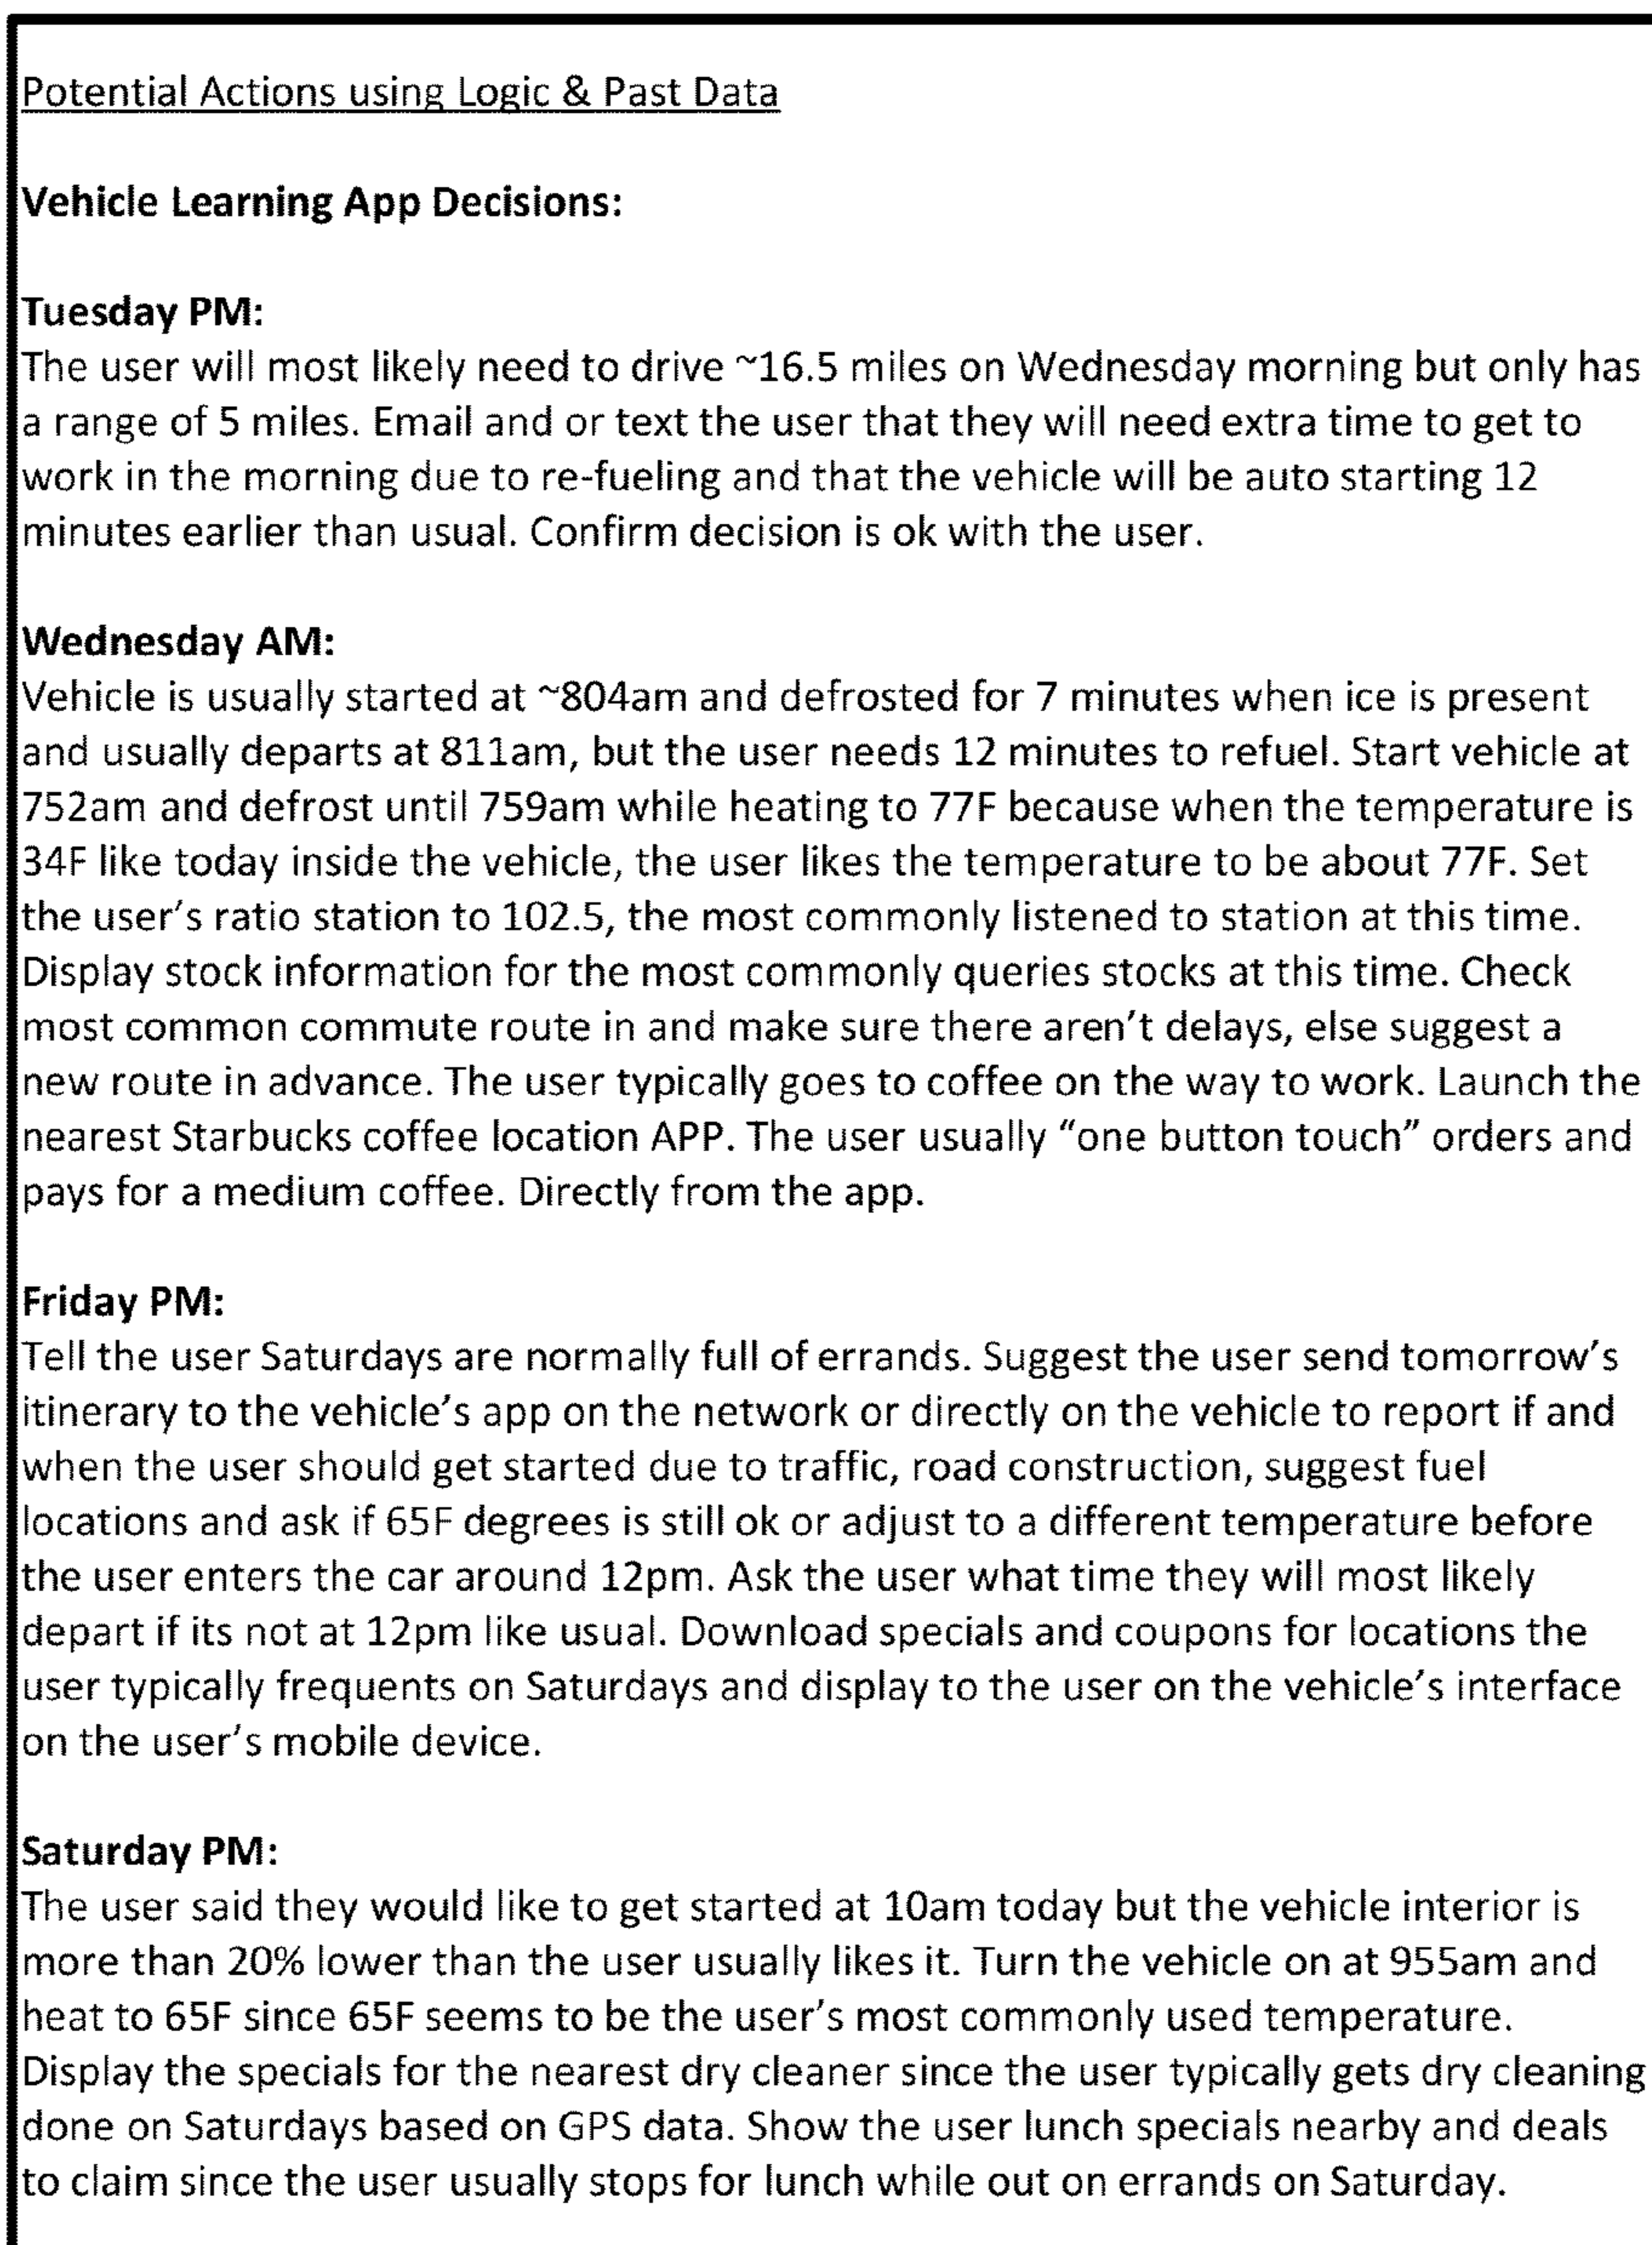 Potential Actions using Logic & Past Data
Vehicle Learning App Decisions:
Tuesday PM:
The user will most likely need to drive ~16.5 miles on Wednesday morning but only has
a range of 5 miles. Email and or text the user that they will need extra time to get to
work in the morning due to re-fueling and that the vehicle will be auto starting 12
minutes earlier than usual. Confirm decision is ok with the user.
Wednesday AM:
Vehicle is usually started at ~804am and defrosted for 7 minutes when ice is present
and usually departs at 811am, but the user needs 12 minutes to refuel. Start vehicle at
752am and defrost until 759am while heating to 77F because when the temperature is
34F like today inside the vehicle, the user likes the temperature to be about 77F. Set
the user's ratio station to 102.5, the most commonly listened to station at this time.
Display stock information for the most commonly queries stocks at this time. Check
most common commute route in and make sure there aren't delays, else suggest a
new route in advance. The user typically goes to coffee on the way to work. Launch the
nearest Starbucks coffee location APP. The user usually “one button touch” orders and
pays for a medium coffee. Directly from the app.
Friday PM:
Tell the user Saturdays are normally full of errands. Suggest the user send tomorrow's
itinerary to the vehicle's app on the network or directly on the vehicle to report if and
when the user should get started due to traffic, road construction, suggest fuel
locations and ask if 65F degrees is still ok or adjust to a different temperature before
the user enters the car around 12pm. Ask the user what time they will most likely
depart if its not at 12pm like usual. Download specials and coupons for locations the
user typically frequents on Saturdays and display to the user on the vehicle's interface
on the user's mobile device.
Saturday PM:
The user said they would like to get started at 10am today but the vehicle interior is
more than 20% lower than the user usually likes it. Turn the vehicle on at 955am and
heat to 65F since 65F seems to be the user's most commonly used temperature.
Display the specials for the nearest dry cleaner since the user typically gets dry cleaning
done on Saturdays based on GPS data. Show the user lunch specials nearby and deals
to claim since the user usually stops for lunch while out on errands on Saturday.